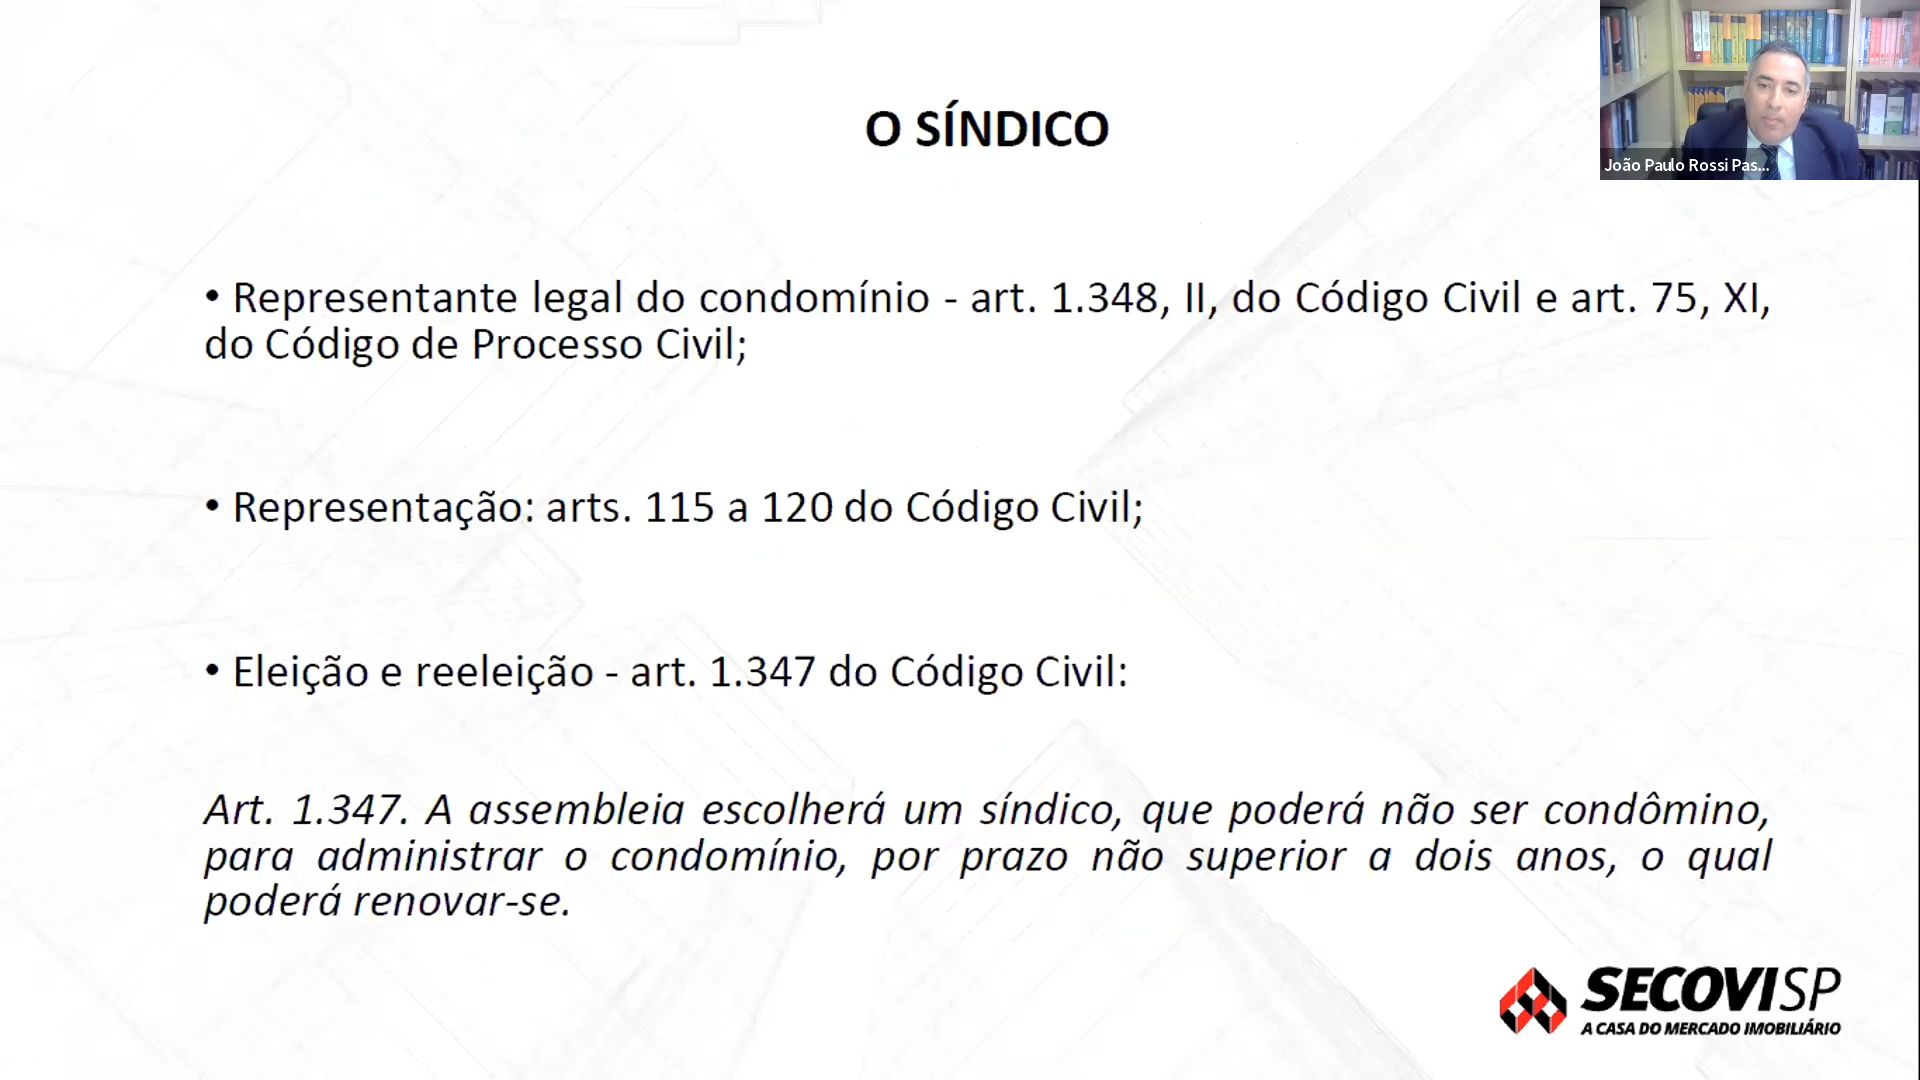 O SÍNDICO
João Paulo Rossi Pas...
• Representante legal do condomínio - art. 1.348, II, do Código Civil e art. 75, XI,
do Código de Processo Civil;
• Representação: arts. 115 a 120 do Código Civil;
• Eleição e reeleição - art. 1.347 do Código Civil:
Art. 1.347. A assembleia escolherá um síndico, que poderá não ser condômino,
para administrar o condomínio, por prazo não superior a dois anos, o qual
poderá renovar-se.
SECOVI SP
A CASA DO MERCADO IMOBILIÁRIO